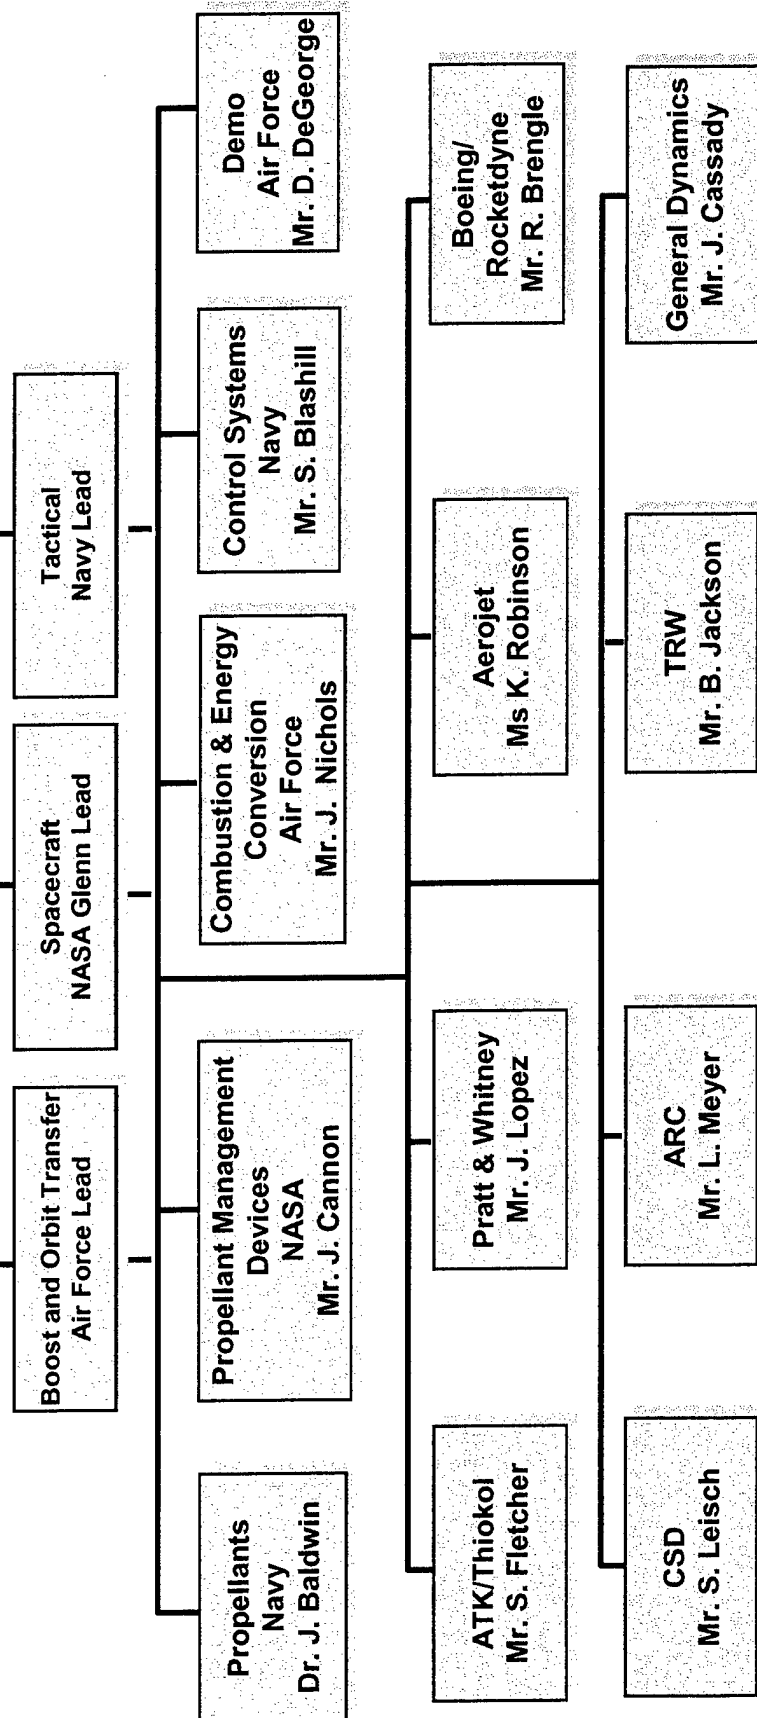 Boost and Orbit Transfer
Air Force Lead
Spacecraft
NASA Glenn Lead
Tactical
Navy Lead
Propellants
Navy
Dr. J. Baldwin
Propellant Management
Devices
NASA
Mr. J. Cannon
Combustion & Energy
Conversion
Air Force
Mr. J. Nichols
Control Systems
Navy
Mr. S. Blashill
Demo
Air Force
Mr. D. DeGeorge
ATK/Thiokol
Mr. S. Fletcher
Pratt & Whitney
Mr. J. Lopez
Aerojet
Ms K. Robinson
Boeing/
Rocketdyne
Mr. R. Brengle
CSD
Mr. S. Leisch
ARC
Mr. L. Meyer
TRW
Mr. B. Jackson
General Dynamics
Mr. J. Cassady